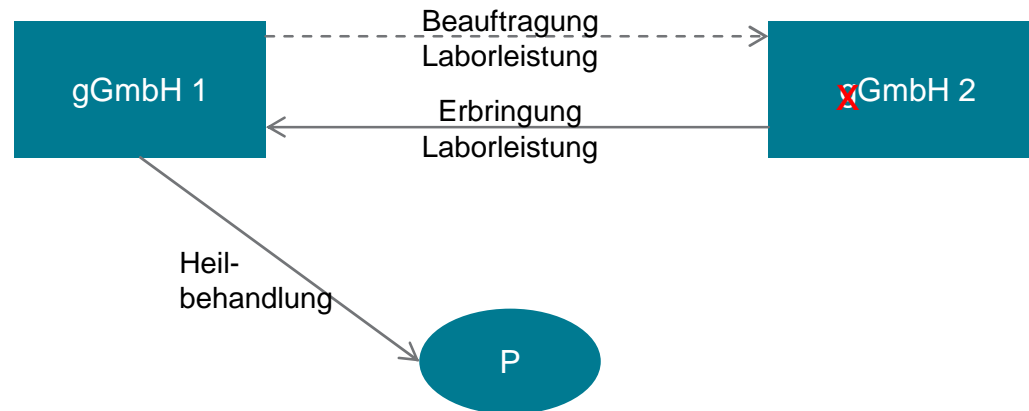 Beauftragung
Laborleistung
gGmbH 1
gGmbH 2
X
Erbringung
Laborleistung
Heil-
behandlung
P